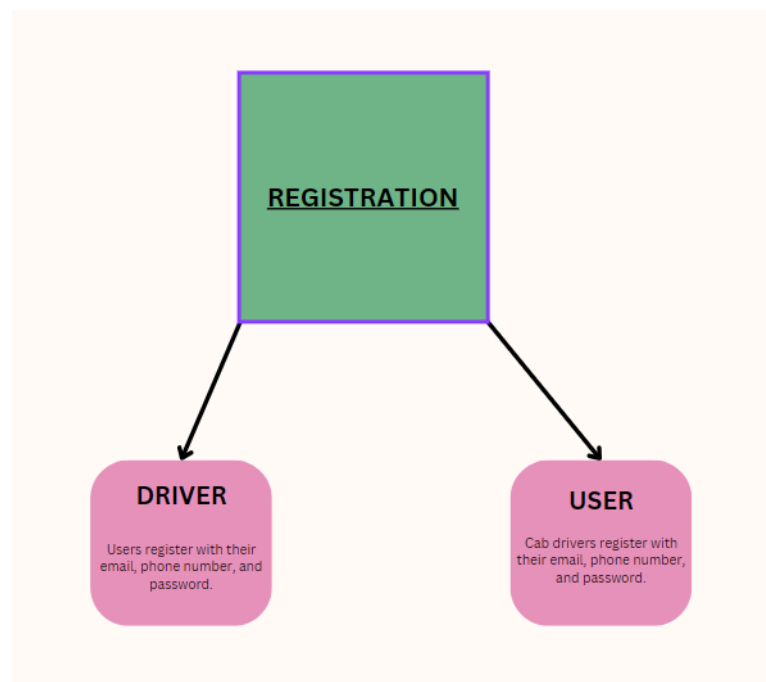 REGISTRATION
DRIVER
Users register with their
email, phone number, and
password.
USER
Cab drivers register with
their email, phone number,
and password.